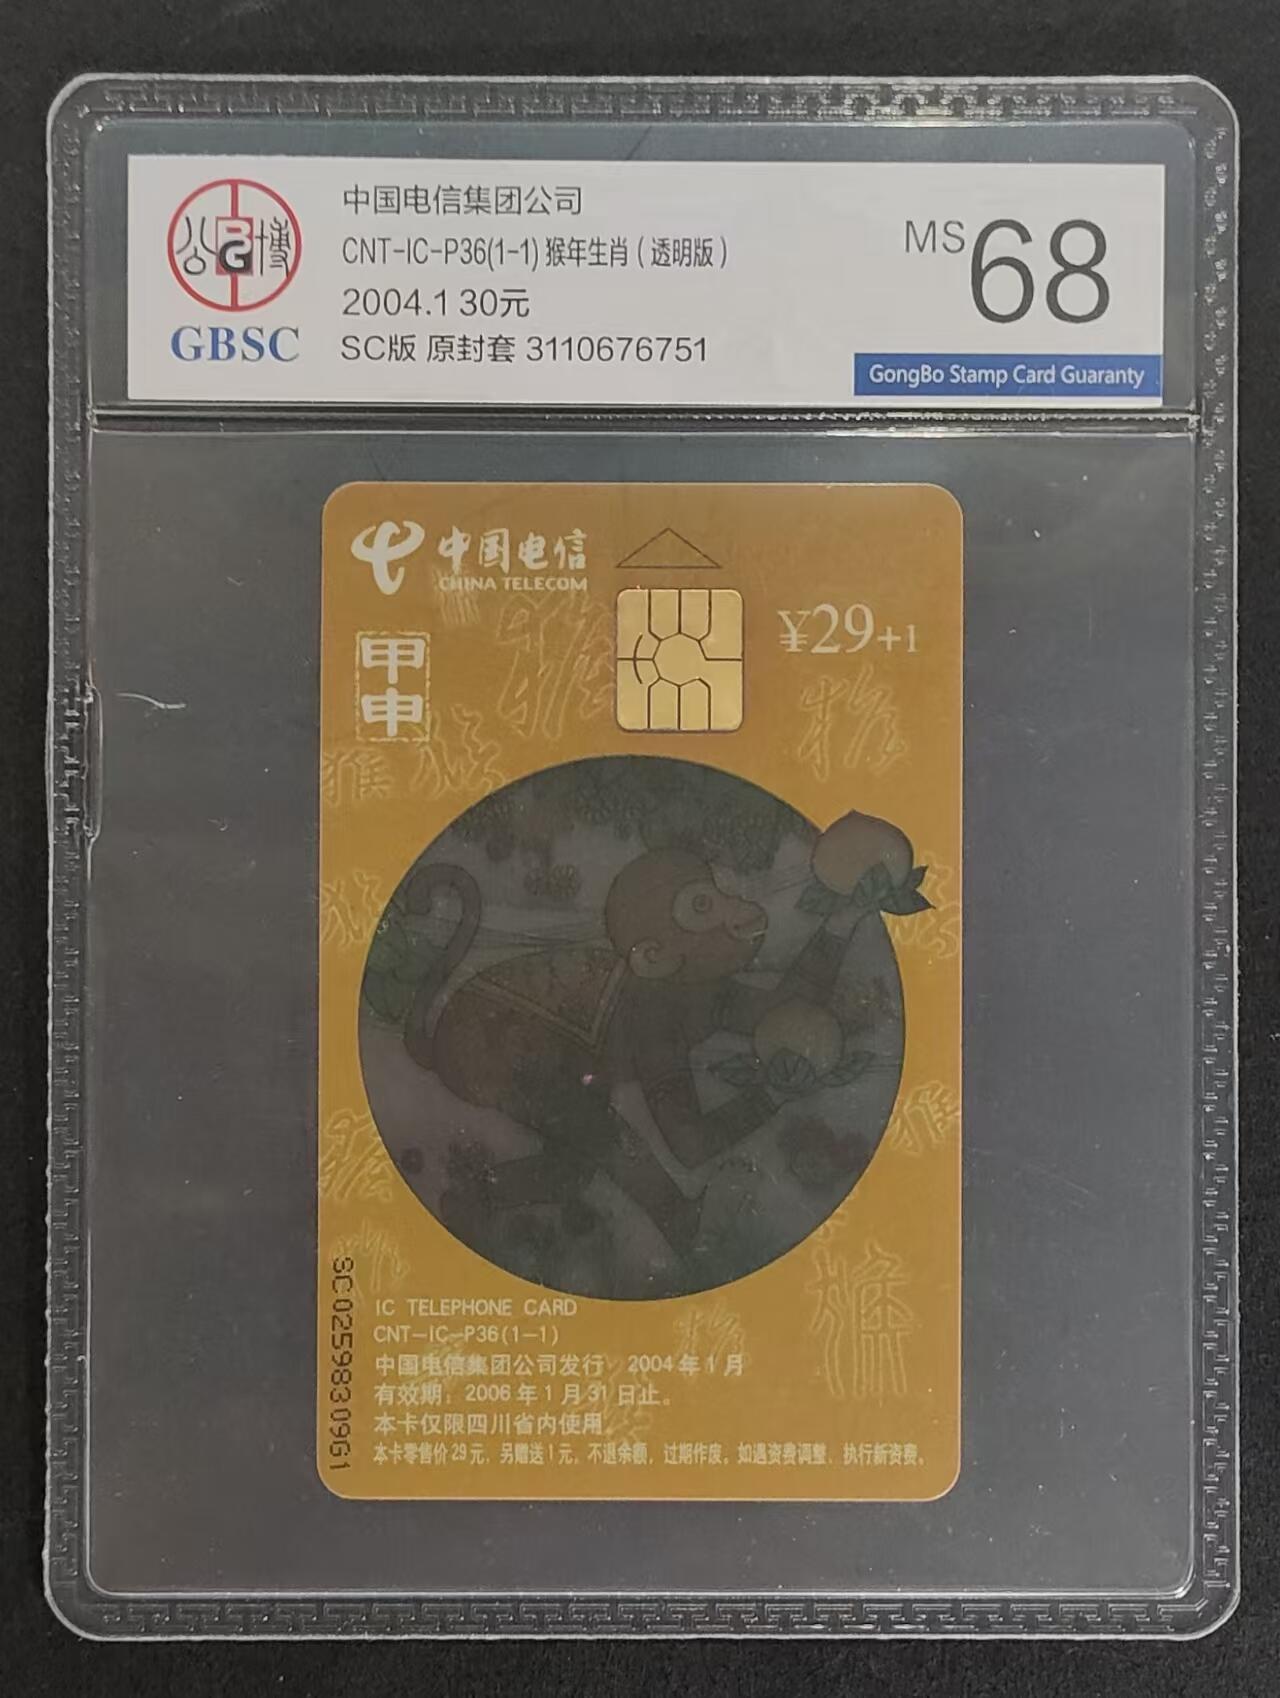 公博
BG
GBSC
中国电信集团公司
CNT-IC-P36(1-1) 猴年生肖(透明版)
2004.1 30元
SC版 原封套 3110676751
MS 68
GongBo Stamp Card Guaranty
中国电信
CHINA TELECOM
¥29+1
甲申
SC0259830961
IC TELEPHONE CARD
CNT-IC-P36(1-1)
中国电信集团公司发行 2004年1月
有效期:2006年1月31日止。
本卡仅限四川省内使用
本卡零售价29元,另赠送1元。不退余额,过期作废。如遇资费调整,执行新资费。